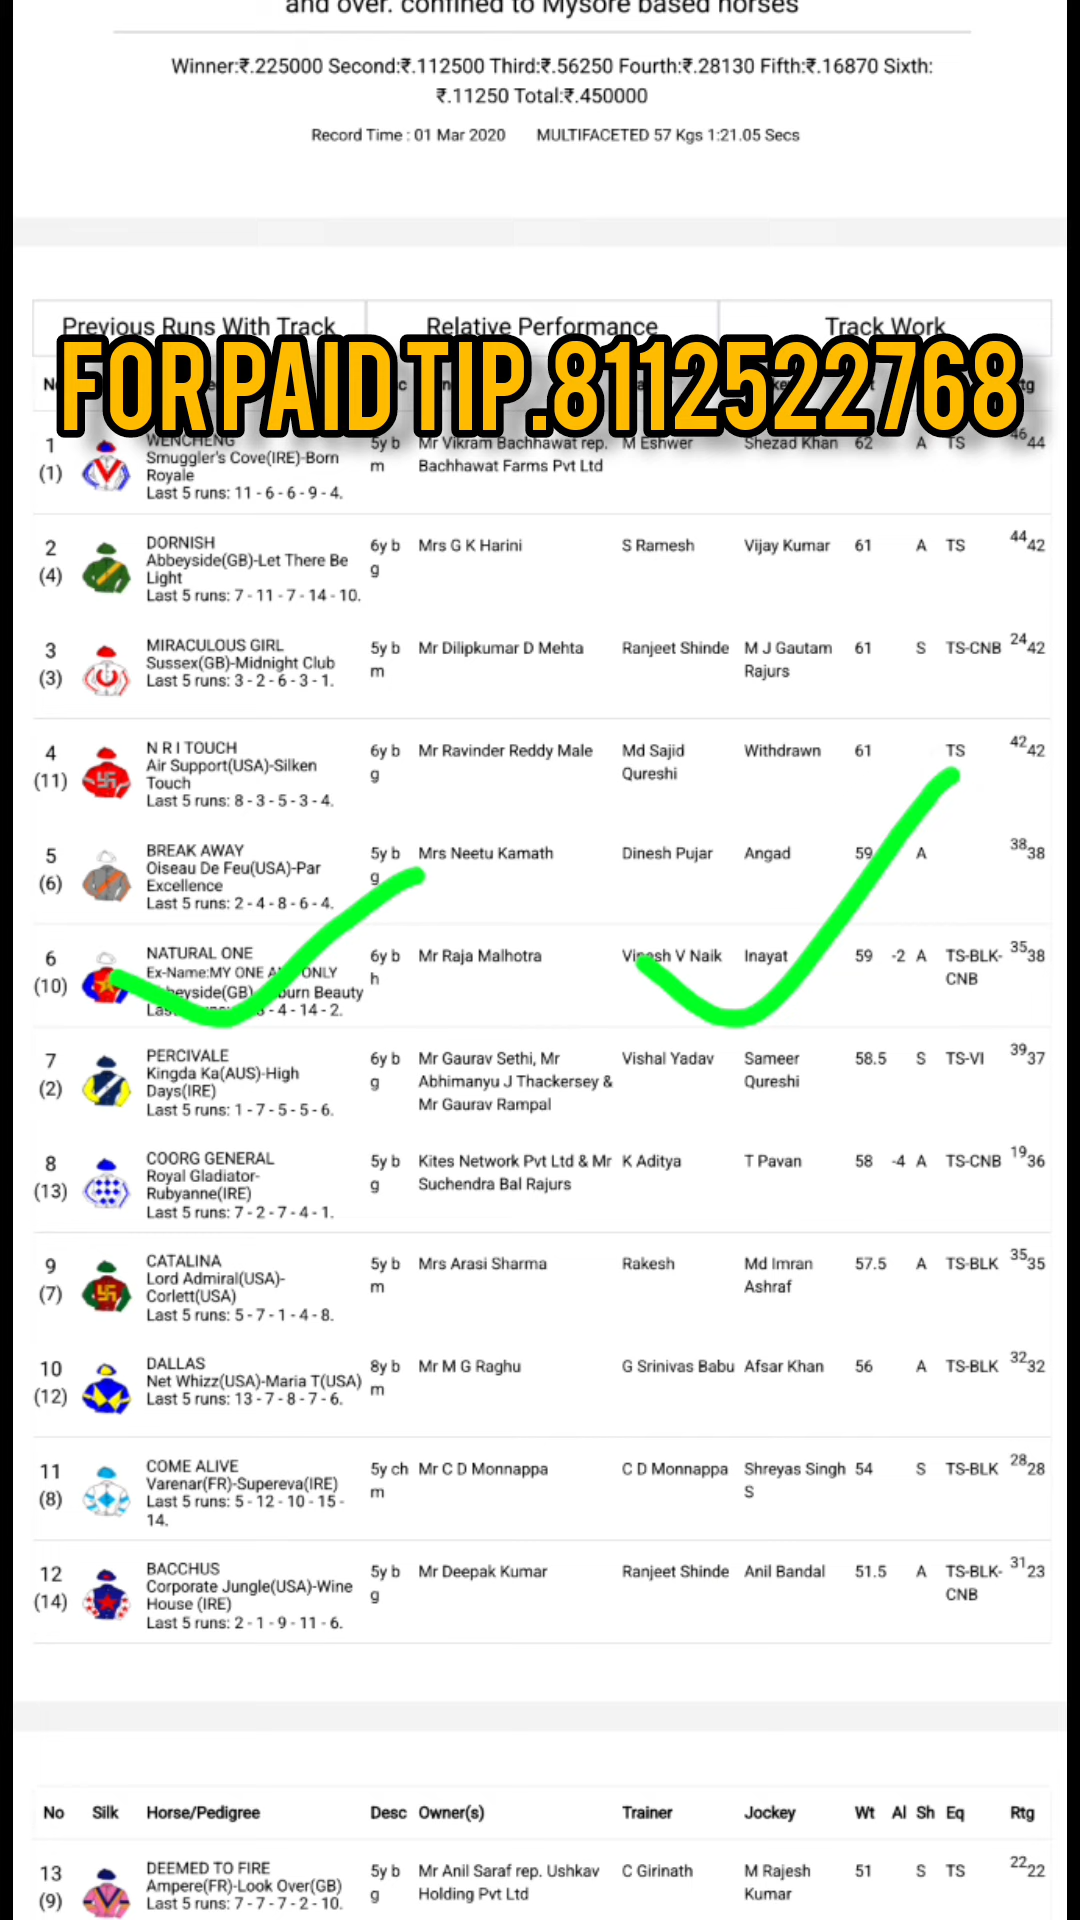 and over. confined to Mysore based horses
Winner:₹.225000 Second:₹.112500 Third:₹.56250 Fourth:₹.28130 Fifth:₹.16870 Sixth:
₹.11250 Total:₹.450000
Record Time : 01 Mar 2020 MULTIFACETED 57 Kgs 1:21.05 Secs
Previous Runs With Track Relative Performance Track Work
FOR PAID TIP.8112522768
1 WENCHENG 5y b Mr Vikram Bachhawat rep. M Eshwer Shezad Khan 62 A TS 46 44
(1) Smuggler's Cove(IRE)-Born m Bachhawat Farms Pvt Ltd
Royale
Last 5 runs: 11 - 6 - 6 - 9 - 4.
2 DORNISH 6y b Mrs G K Harini S Ramesh Vijay Kumar 61 A TS 44 42
(4) Abbeyside(GB)-Let There Be g
Light
Last 5 runs: 7 - 11 - 7 - 14 - 10.
3 MIRACULOUS GIRL 5y b Mr Dilipkumar D Mehta Ranjeet Shinde M J Gautam 61 S TS-CNB 24 42
(3) Sussex(GB)-Midnight Club m Rajurs
Last 5 runs: 3 - 2 - 6 - 3 - 1.
4 N R I TOUCH 6y b Mr Ravinder Reddy Male Md Sajid Withdrawn 61 TS 42 42
(11) Air Support(USA)-Silken g Qureshi
Touch
Last 5 runs: 8 - 3 - 5 - 3 - 4.
5 BREAK AWAY 5y b Mrs Neetu Kamath Dinesh Pujar Angad 59 A 38 38
(6) Oiseau De Feu(USA)-Par g
Excellence
Last 5 runs: 2 - 4 - 8 - 6 - 4.
6 NATURAL ONE 6y b Mr Raja Malhotra V Naik Inayat 59 -2 A TS-BLK- 35 38
(10) Ex-Name:MY ONE ONLY h CNB
Beauty
- 4 - 14 - 2.
7 PERCIVALE 6y b Mr Gaurav Sethi, Mr Vishal Yadav Sameer 58.5 S TS-VI 39 37
(2) Kingda Ka(AUS)-High g Abhimanyu J Thackersey & Qureshi
Days(IRE) Mr Gaurav Rampal
Last 5 runs: 1 - 7 - 5 - 5 - 6.
8 COORG GENERAL 5y b Kites Network Pvt Ltd & Mr K Aditya T Pavan 58 -4 A TS-CNB 19 36
(13) Royal Gladiator- g Suchendra Bal Rajurs
Rubyanne(IRE)
Last 5 runs: 7 - 2 - 7 - 4 - 1.
9 CATALINA 5y b Mrs Arasi Sharma Rakesh Md Imran 57.5 A TS-BLK 35 35
(7) Lord Admiral(USA)- m Ashraf
Corlett(USA)
Last 5 runs: 5 - 7 - 1 - 4 - 8.
10 DALLAS 8y b Mr M G Raghu G Srinivas Babu Afsar Khan 56 A TS-BLK 32 32
(12) Net Whizz(USA)-Maria T(USA) m
Last 5 runs: 13 - 7 - 8 - 7 - 6.
11 COME ALIVE 5y ch Mr C D Monnappa C D Monnappa Shreyas Singh 54 S TS-BLK 28 28
(8) Varenar(FR)-Supereva(IRE) m S
Last 5 runs: 5 - 12 - 10 - 15 -
14.
12 BACCHUS 5y b Mr Deepak Kumar Ranjeet Shinde Anil Bandal 51.5 A TS-BLK- 31 23
(14) Corporate Jungle(USA)-Wine g CNB
House (IRE)
Last 5 runs: 2 - 1 - 9 - 11 - 6.
No Silk Horse/Pedigree Desc Owner(s) Trainer Jockey Wt Al Sh Eq Rtg
13 DEEMED TO FIRE 5y b Mr Anil Saraf rep. Ushkav C Girinath M Rajesh 51 S TS 22 22
(9) Ampere(FR)-Look Over(GB) g Holding Pvt Ltd Kumar
Last 5 runs: 7 - 7 - 7 - 2 - 10.